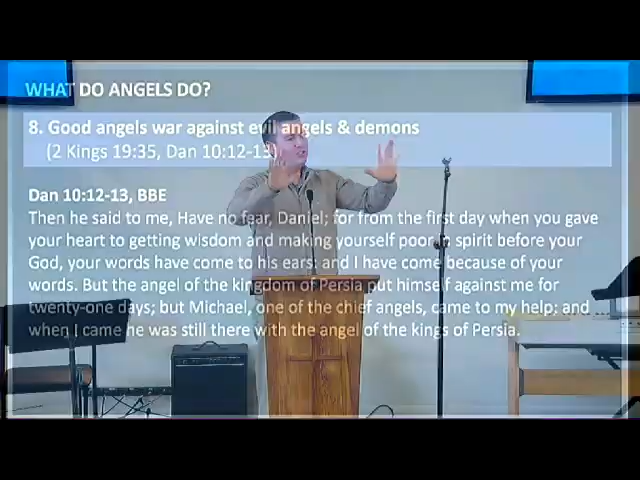 WHAT DO ANGELS DO?
8. Good angels war against evil angels & demons
(2 Kings 19:35, Dan 10:12-13)
Dan 10:12-13, BBE
Then he said to me, Have no fear, Daniel; for from the first day when you gave
your heart to getting wisdom and making yourself poor in spirit before your
God, your words have come to his ears: and I have come because of your
words. But the angel of the kingdom of Persia put himself against me for
twenty-one days; but Michael, one of the chief angels, came to my help; and
when I came he was still there with the angel of the kings of Persia.